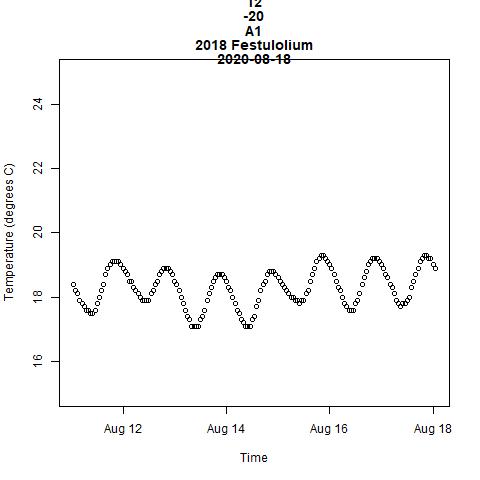 12
-20
A1
2018 Festulolium
2020-08-18
24
22
20
18
16
Temperature (degrees C)
Aug 12
Aug 14
Aug 16
Aug 18
Time